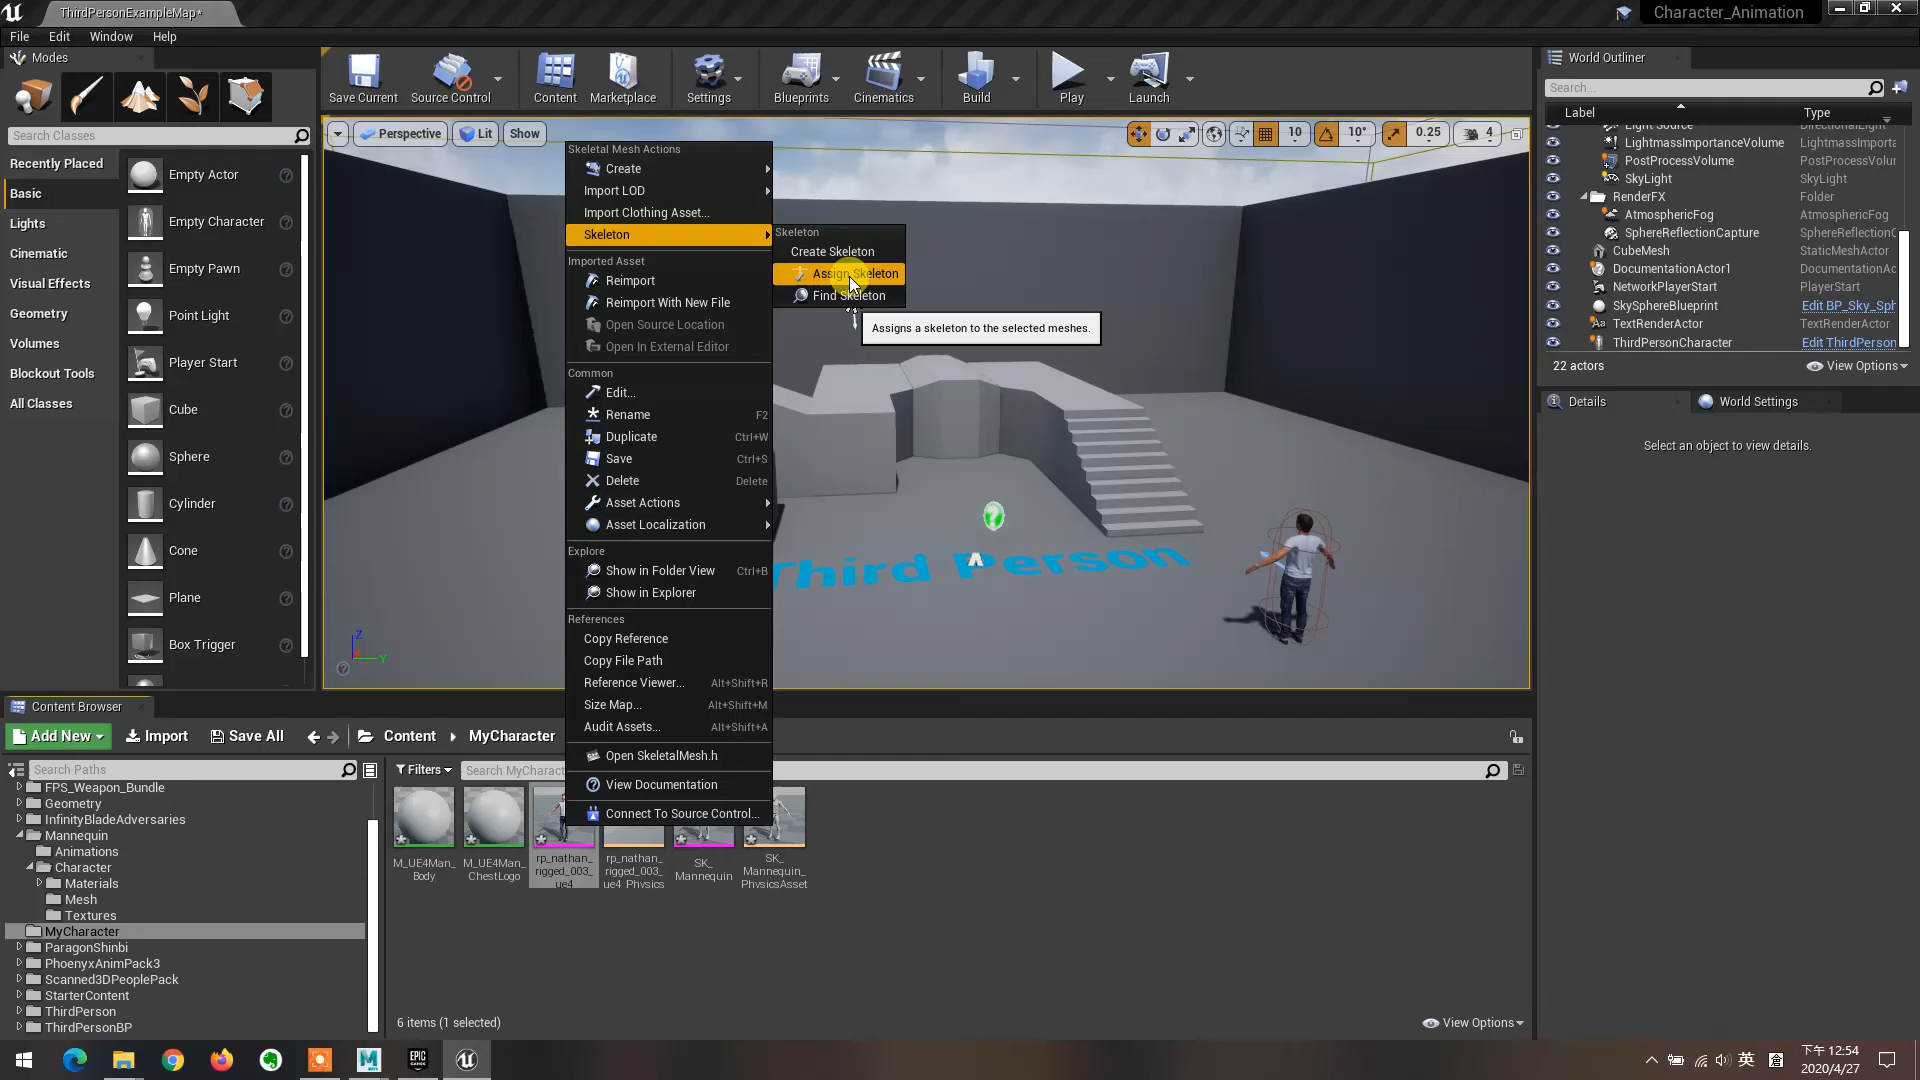 ThirdPersonExampleMap*
Character_Animation
File Edit Window Help
Modes
Search Classes
Recently Placed
Basic
Lights
Cinematic
Visual Effects
Geometry
Volumes
Blockout Tools
All Classes
Empty Actor
Empty Character
Empty Pawn
Point Light
Player Start
Cube
Sphere
Cylinder
Cone
Plane
Box Trigger
Save Current
Source Control
Content
Marketplace
Settings
Blueprints
Cinematics
Build
Play
Launch
Perspective
Lit
Show
10
10°
0.25
4
Skeletal Mesh Actions
Create
Import LOD
Import Clothing Asset...
Skeleton
Imported Asset
Reimport
Reimport With New File
Open Source Location
Open In External Editor
Common
Edit...
Rename F2
Duplicate Ctrl+W
Save Ctrl+S
Delete Delete
Asset Actions
Asset Localization
Explore
Show in Folder View Ctrl+B
Show in Explorer
References
Copy Reference
Copy File Path
Reference Viewer... Alt+Shift+R
Size Map... Alt+Shift+M
Audit Assets... Alt+Shift+A
Open SkeletalMesh.h
View Documentation
Connect To Source Control...
Skeleton
Create Skeleton
Assign Skeleton
Find Skeleton
Assigns a skeleton to the selected meshes.
Third Person
Z
Y
World Outliner
Search...
Label Type
Light Source DirectionalLight
LightmassImportanceVolume LightmassImporta
PostProcessVolume PostProcessVolur
SkyLight SkyLight
RenderFX Folder
AtmosphericFog AtmosphericFog
SphereReflectionCapture SphereReflectionC
CubeMesh StaticMeshActor
DocumentationActor1 DocumentationAc
NetworkPlayerStart PlayerStart
SkySphereBlueprint Edit BP_Sky_Sph
TextRenderActor TextRenderActor
ThirdPersonCharacter Edit ThirdPerson
22 actors
View Options
Details
World Settings
Select an object to view details.
Content Browser
Add New
Import
Save All
Content
MyCharacter
Search Paths
FPS_Weapon_Bundle
Geometry
InfinityBladeAdversaries
Mannequin
Animations
Character
Materials
Mesh
Textures
MyCharacter
ParagonShinbi
PhoenyxAnimPack3
Scanned3DPeoplePack
StarterContent
ThirdPerson
ThirdPersonBP
Filters
Search MyCharact
M_UE4Man_
Body
M_UE4Man_
ChestLogo
rp_nathan_
rigged_003_
ue4
rp_nathan_
rigged_003_
ue4_Physics
SK_
Mannequin
SK_
Mannequin_
PhysicsAsset
6 items (1 selected)
View Options
EPIC
GAMES
英
倉
下午 12:54
2020/4/27